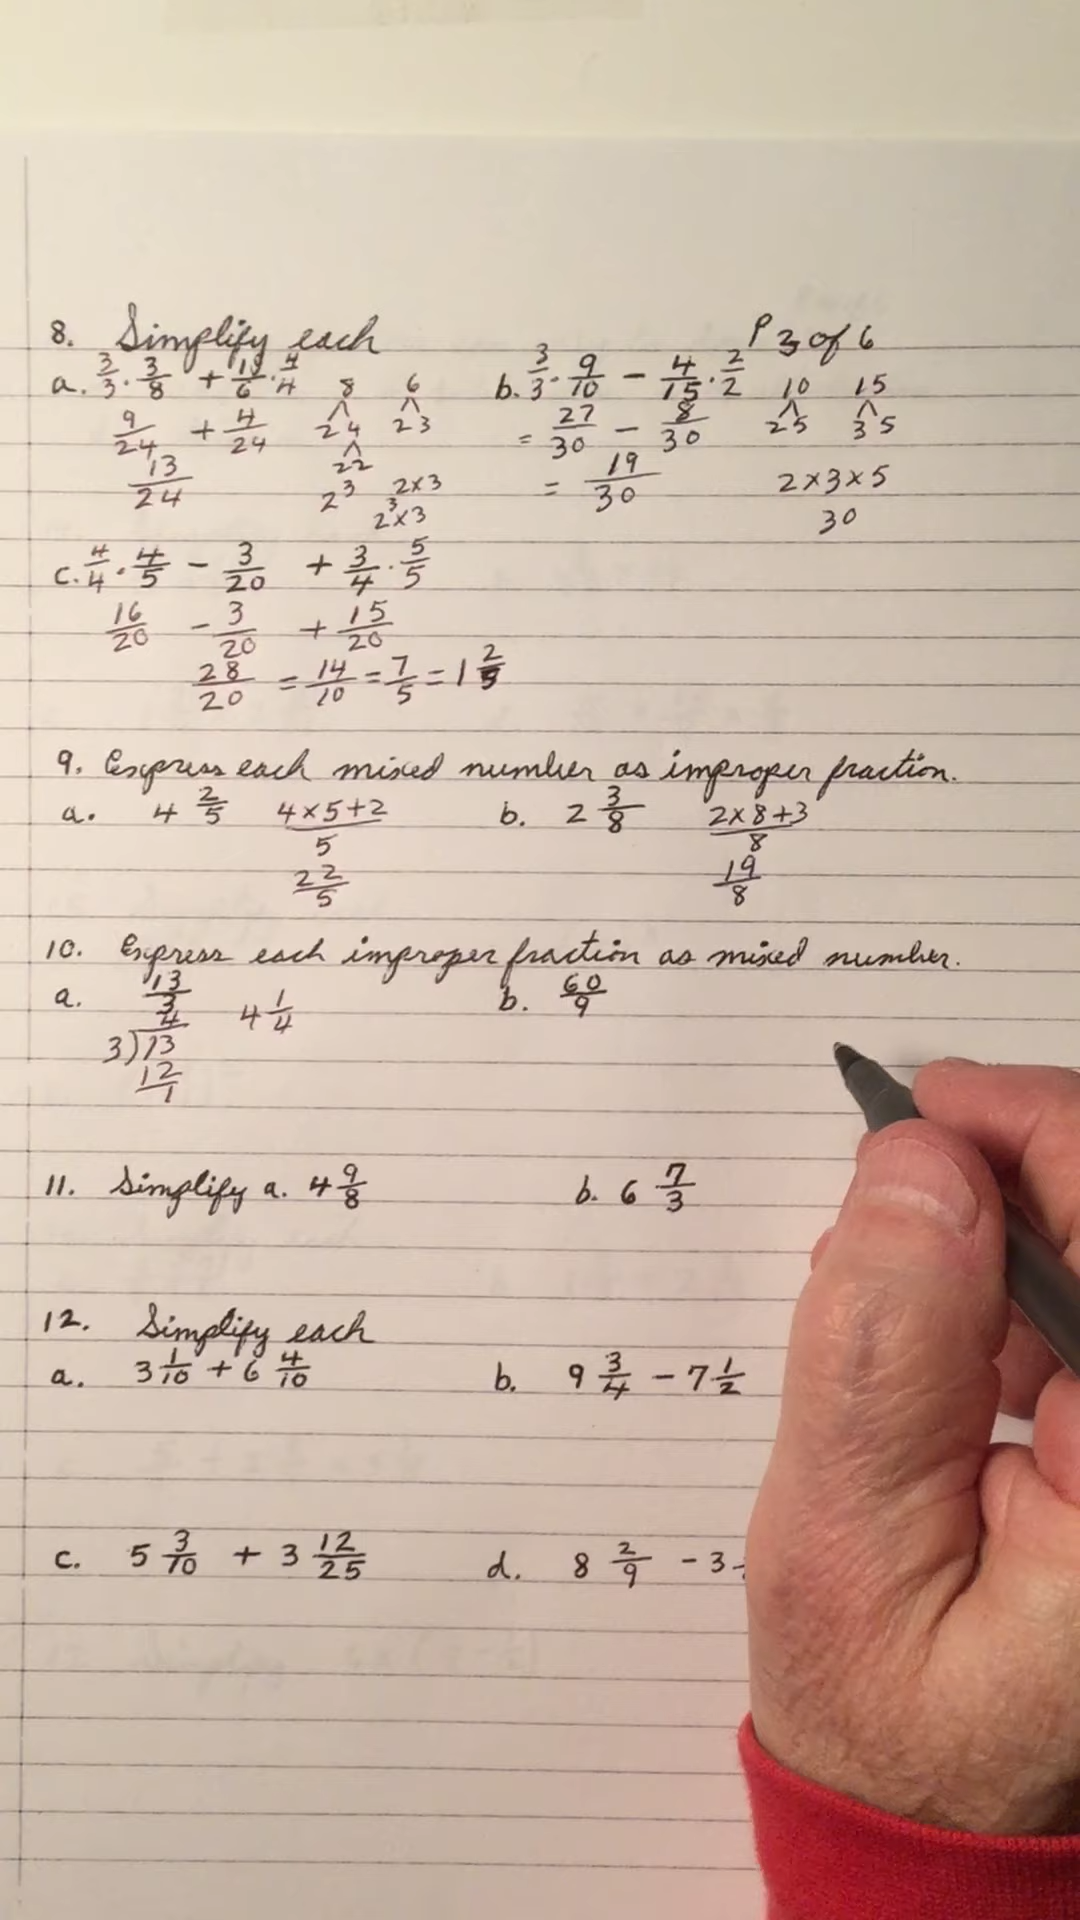 8. Simplify each P 3 of 6
a. 3/3 · 3/8 + 1/6 · 4/4 8 6
9/24 + 4/24 2 4 2 3
13/24 2 2
2^3 2×3
2^3×3
b. 3/3 · 9/10 − 4/15 · 2/2 10 15
= 27/30 − 8/30 2 5 3 5
= 19/30 2×3×5
30
c. 4/4 · 4/5 − 3/20 + 3/4 · 5/5
16/20 − 3/20 + 15/20
28/20 = 14/10 = 7/5 = 1 2/5
9. Express each mixed number as improper fraction.
a. 4 2/5 (4×5+2)/5
22/5
b. 2 3/8 (2×8+3)/8
19/8
10. Express each improper fraction as mixed number.
a. 13/3 4 1/4
4
3)13
12
1
b. 60/9
11. Simplify a. 4 9/8 b. 6 7/3
12. Simplify each
a. 3 1/10 + 6 4/10 b. 9 3/4 − 7 1/2
c. 5 3/10 + 3 12/25 d. 8 2/9 − 3